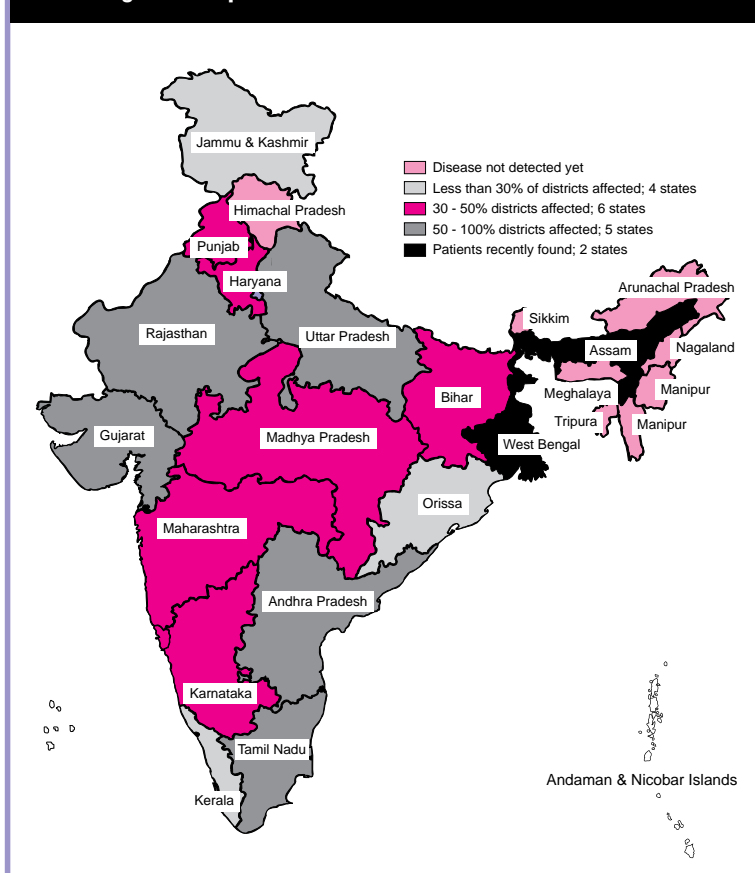 Jammu & Kashmir
Disease not detected yet
Less than 30% of districts affected; 4 states
30 - 50% districts affected; 6 states
50 - 100% districts affected; 5 states
Patients recently found; 2 states
Himachal Pradesh
Punjab
Haryana
Arunachal Pradesh
Sikkim
Rajasthan
Uttar Pradesh
Assam
Nagaland
Bihar
Meghalaya
Manipur
Tripura
Manipur
Gujarat
Madhya Pradesh
West Bengal
Orissa
Maharashtra
Andhra Pradesh
Karnataka
Tamil Nadu
Andaman & Nicobar Islands
Kerala